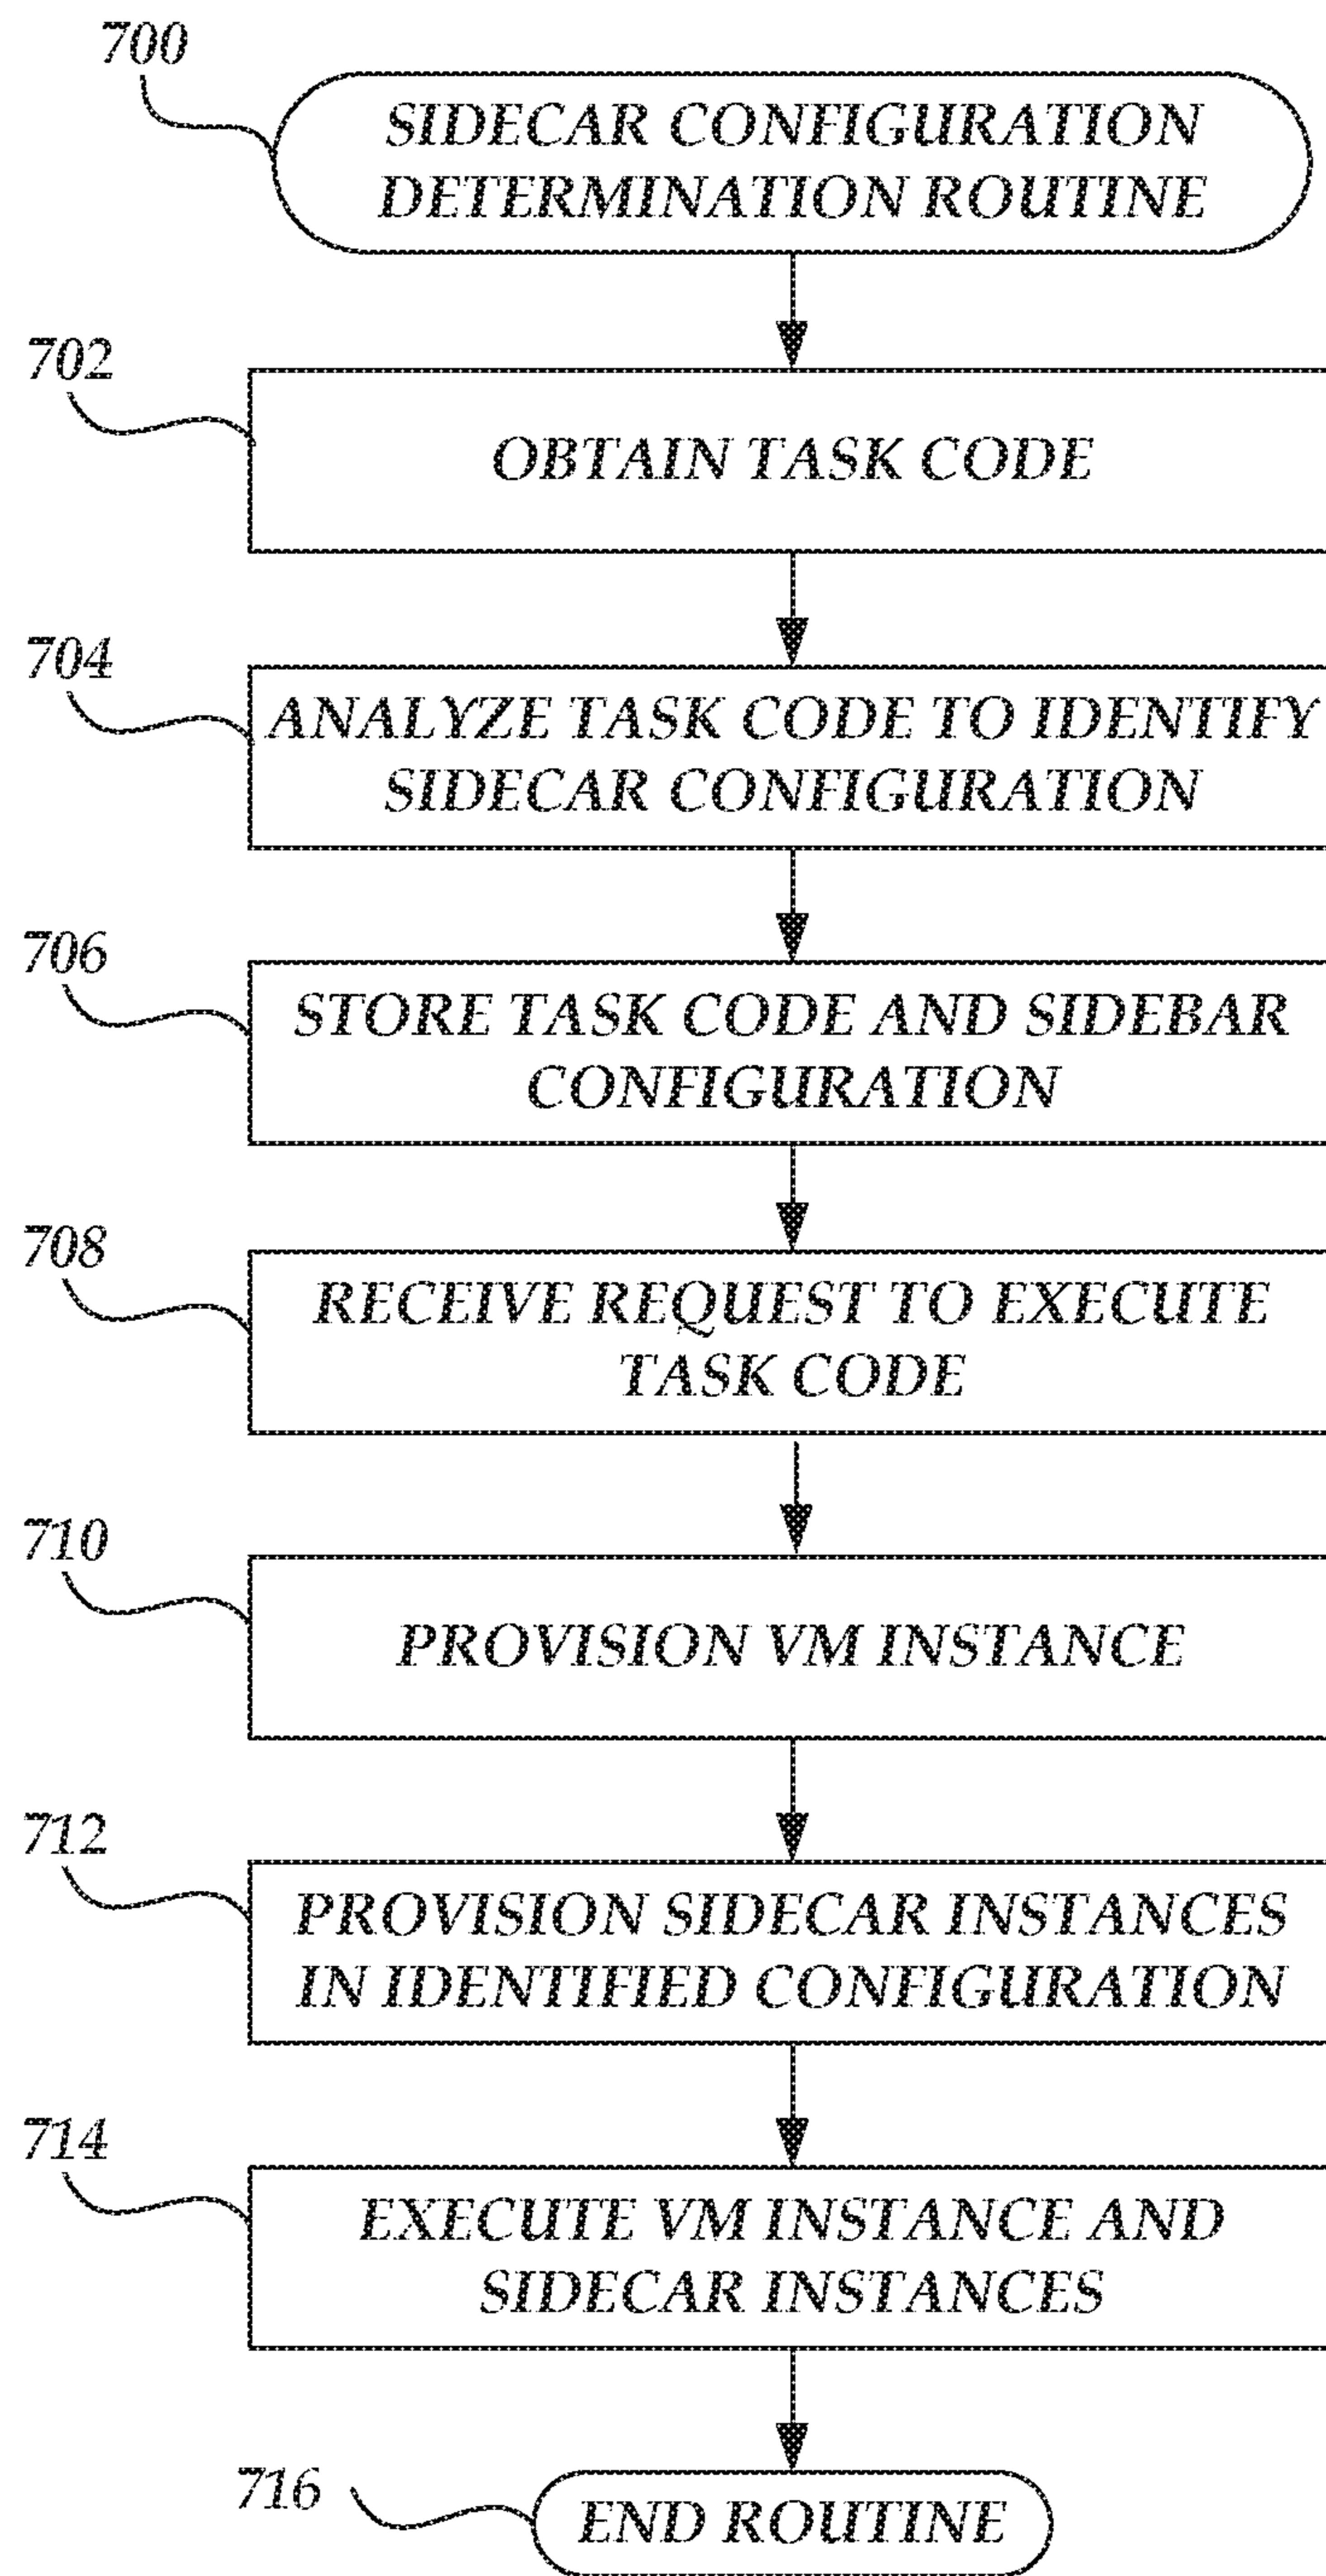 700
SIDECAR CONFIGURATION
DETERMINATION ROUTINE
702
OBTAIN TASK CODE
704
ANALYZE TASK CODE TO IDENTIFY
SIDECAR CONFIGURATION
706
STORE TASK CODE AND SIDEBAR
CONFIGURATION
708
RECEIVE REQUEST TO EXECUTE
TASK CODE
710
PROVISION VM INSTANCE
712
PROVISION SIDECAR INSTANCES
IN IDENTIFIED CONFIGURATION
714
EXECUTE VM INSTANCE AND
SIDECAR INSTANCES
716
END ROUTINE